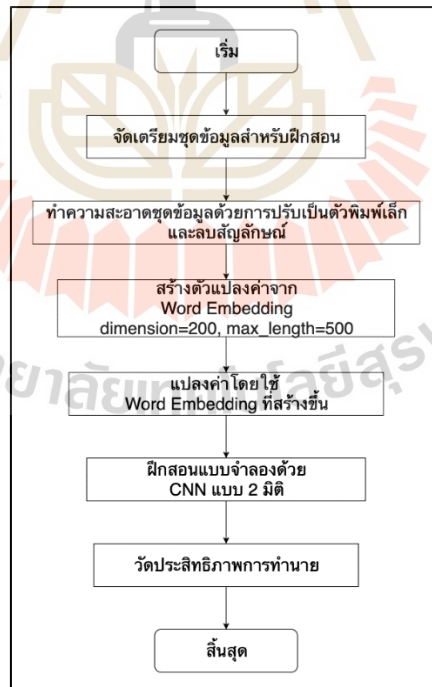 เริ่ม
จัดเตรียมชุดข้อมูลสำหรับฝึกสอน
ทำความสะอาดชุดข้อมูลด้วยการปรับเป็นตัวพิมพ์เล็ก
และลบสัญลักษณ์
สร้างตัวแปลงค่าจาก
Word Embedding
dimension=200, max_length=500
แปลงค่าโดยใช้
Word Embedding ที่สร้างขึ้น
ฝึกสอนแบบจำลองด้วย
CNN แบบ 2 มิติ
วัดประสิทธิภาพการทำนาย
สิ้นสุด